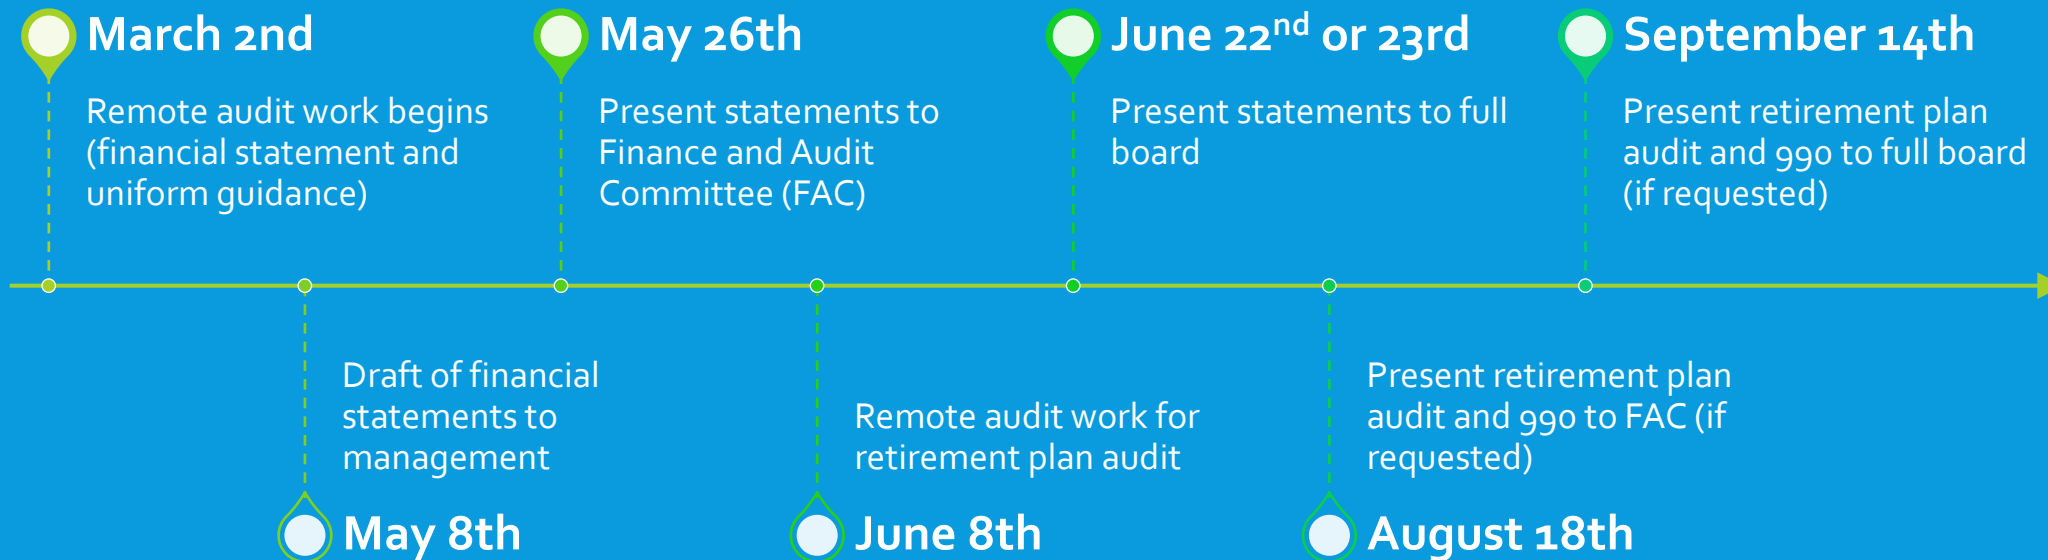 March 2nd
Remote audit work begins
(financial statement and
uniform guidance)
May 8th
Draft of financial
statements to
management
May 26th
Present statements to
Finance and Audit
Committee (FAC)
June 8th
Remote audit work for
retirement plan audit
June 22nd or 23rd
Present statements to full
board
August 18th
Present retirement plan
audit and 990 to FAC (if
requested)
September 14th
Present retirement plan
audit and 990 to full board
(if requested)